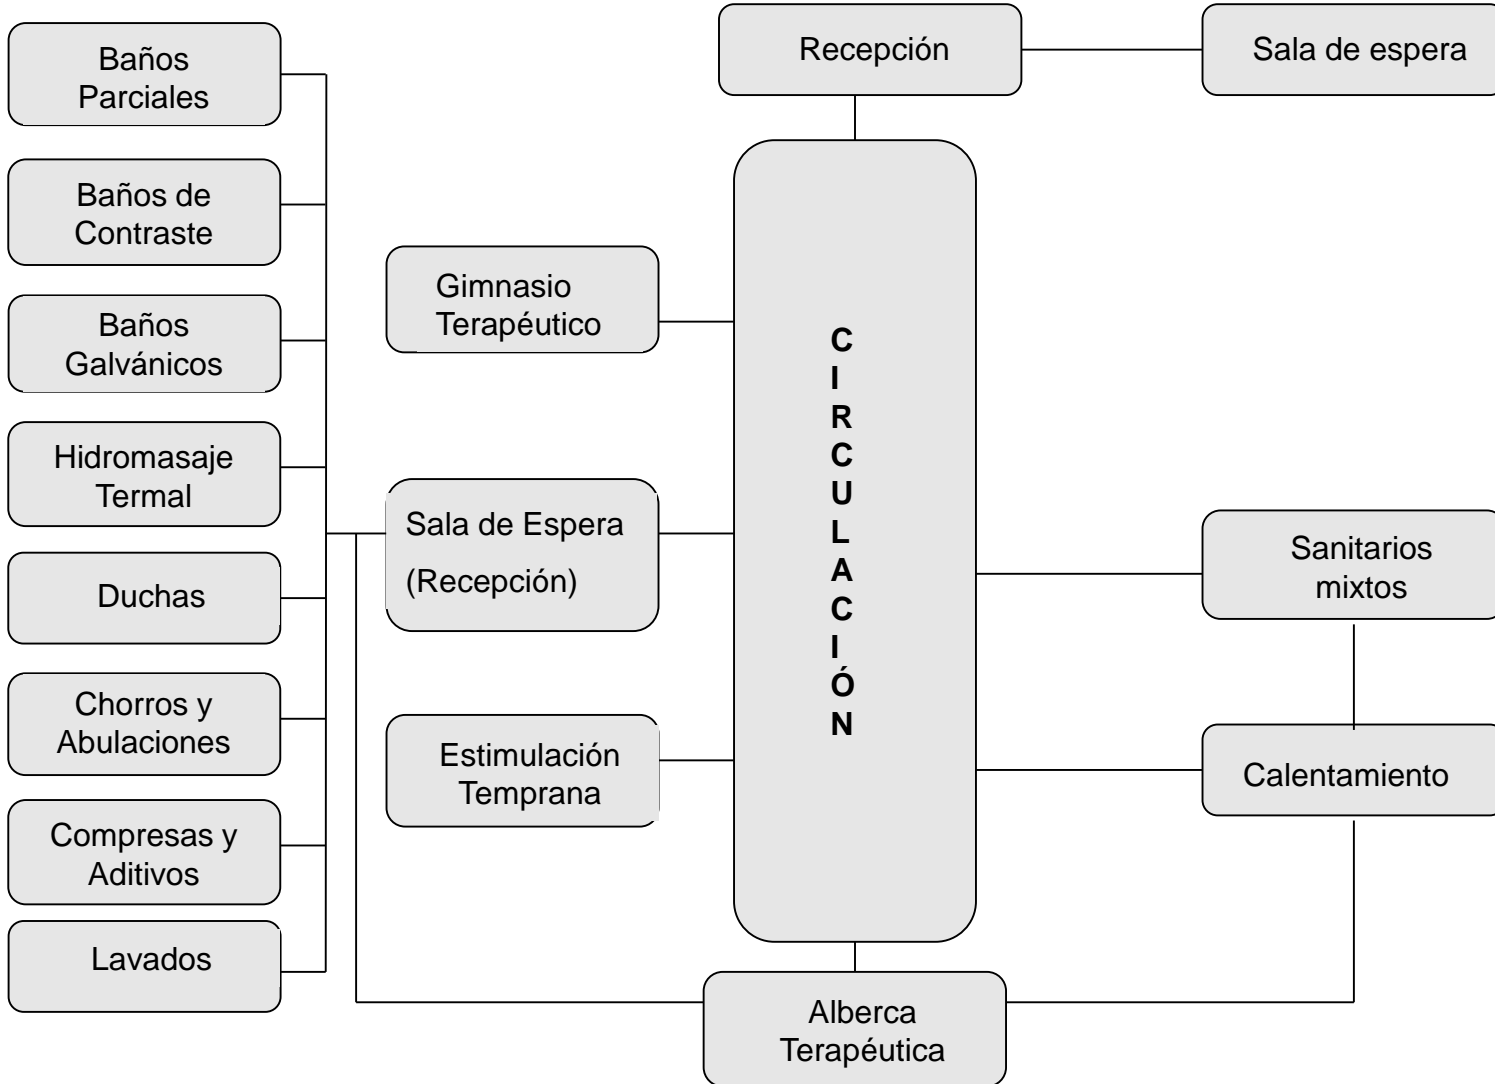 Baños
Parciales
Baños de
Contraste
Baños
Galvánicos
Hidromasaje
Termal
Duchas
Chorros y
Abulaciones
Compresas y
Aditivos
Lavados
Gimnasio
Terapéutico
Sala de Espera
(Recepción)
Estimulación
Temprana
Recepción
C
I
R
C
U
L
A
C
I
Ó
N
Alberca
Terapéutica
Sala de espera
Sanitarios
mixtos
Calentamiento